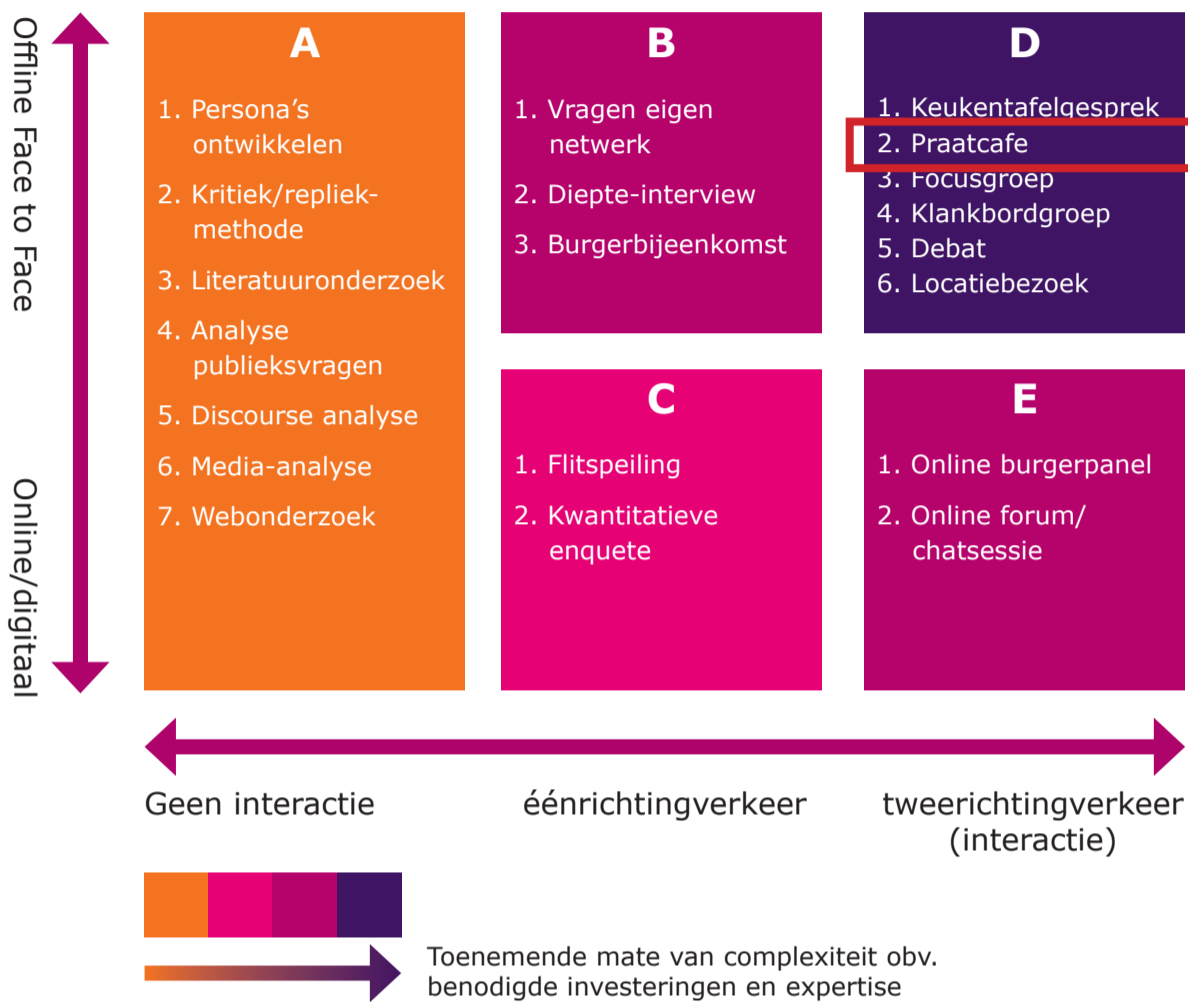 Offline Face to Face
Online/digitaal
A
1. Persona's
ontwikkelen
2. Kritiek/repliek-
methode
3. Literatuuronderzoek
4. Analyse
publieksvragen
5. Discourse analyse
6. Media-analyse
7. Webonderzoek
B
1. Vragen eigen
netwerk
2. Diepte-interview
3. Burgerbijeenkomst
D
1. Keukentafelgesprek
2. Praatcafe
3. Focusgroep
4. Klankbordgroep
5. Debat
6. Locatiebezoek
C
1. Flitspeiling
2. Kwantitatieve
enquete
E
1. Online burgerpanel
2. Online forum/
chatsessie
Geen interactie
éénrichtingverkeer
tweerichtingverkeer
(interactie)
Toenemende mate van complexiteit obv.
benodigde investeringen en expertise